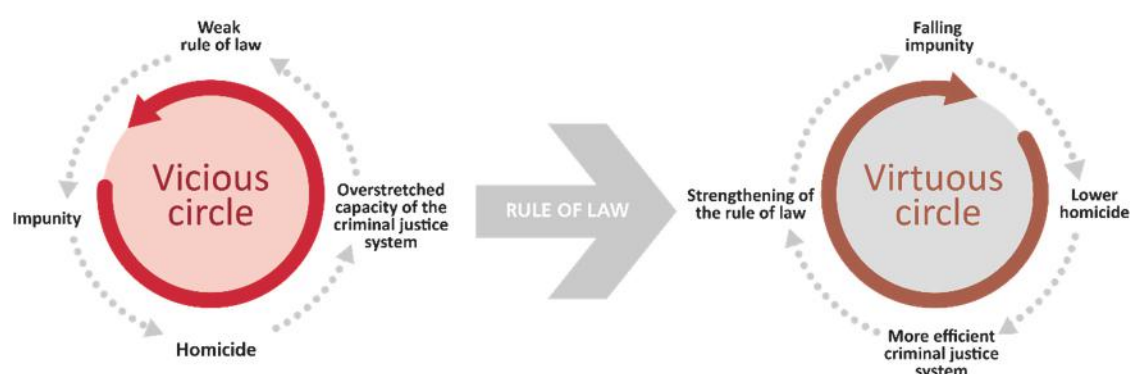 Weak
rule of law
Vicious
circle
Impunity
Overstretched
capacity of the
criminal justice
system
Homicide
RULE OF LAW
Falling
impunity
Virtuous
circle
Strengthening of
the rule of law
Lower
homicide
More efficient
criminal justice
system